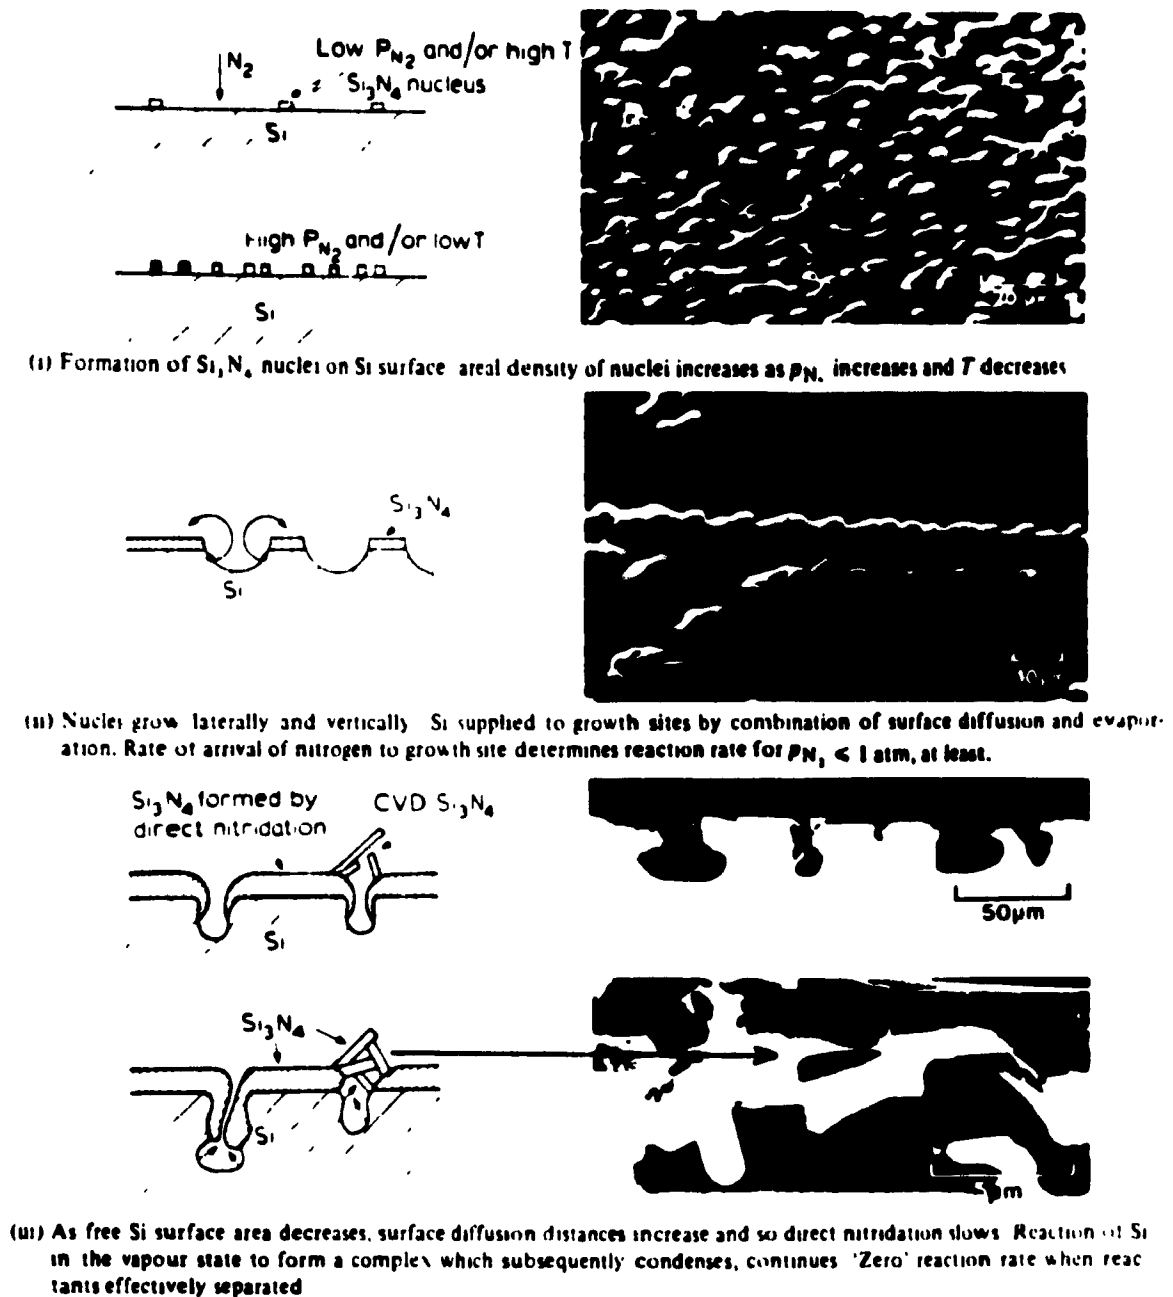 Low P_N2 and/or high T
N2
Si3N4 nucleus
Si
High P_N2 and/or low T
Si
(i) Formation of Si3N4 nuclei on Si surface areal density of nuclei increases as pN2 increases and T decreases
Si3N4
Si
(ii) Nuclei grow laterally and vertically Si supplied to growth sites by combination of surface diffusion and evapor-
ation. Rate of arrival of nitrogen to growth site determines reaction rate for pN2 < 1 atm, at least.
Si3N4 formed by
direct nitridation
CVD Si3N4
Si
50μm
Si3N4
Si
(iii) As free Si surface area decreases, surface diffusion distances increase and so direct nitridation slows Reaction of Si
in the vapour state to form a complex which subsequently condenses, continues 'Zero' reaction rate when reac
tants effectively separated